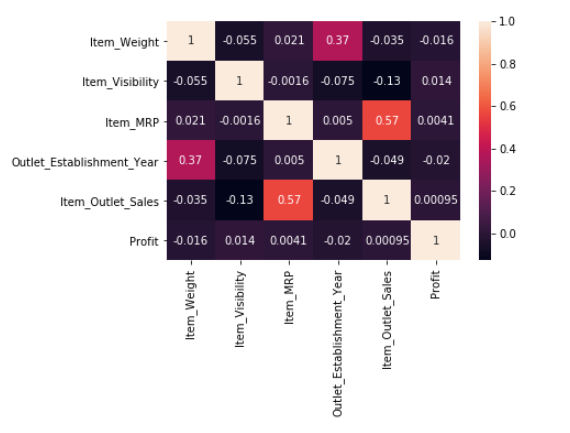 Item_Weight 1 -0.055 0.021 0.37 -0.035 -0.016
Item_Visibility -0.055 1 -0.0016 -0.075 -0.13 0.014
Item_MRP 0.021 -0.0016 1 0.005 0.57 0.0041
Outlet_Establishment_Year 0.37 -0.075 0.005 1 -0.049 -0.02
Item_Outlet_Sales -0.035 -0.13 0.57 -0.049 1 0.00095
Profit -0.016 0.014 0.0041 -0.02 0.00095 1
Item_Weight
Item_Visibility
Item_MRP
Outlet_Establishment_Year
Item_Outlet_Sales
Profit
1.0
0.8
0.6
0.4
0.2
0.0